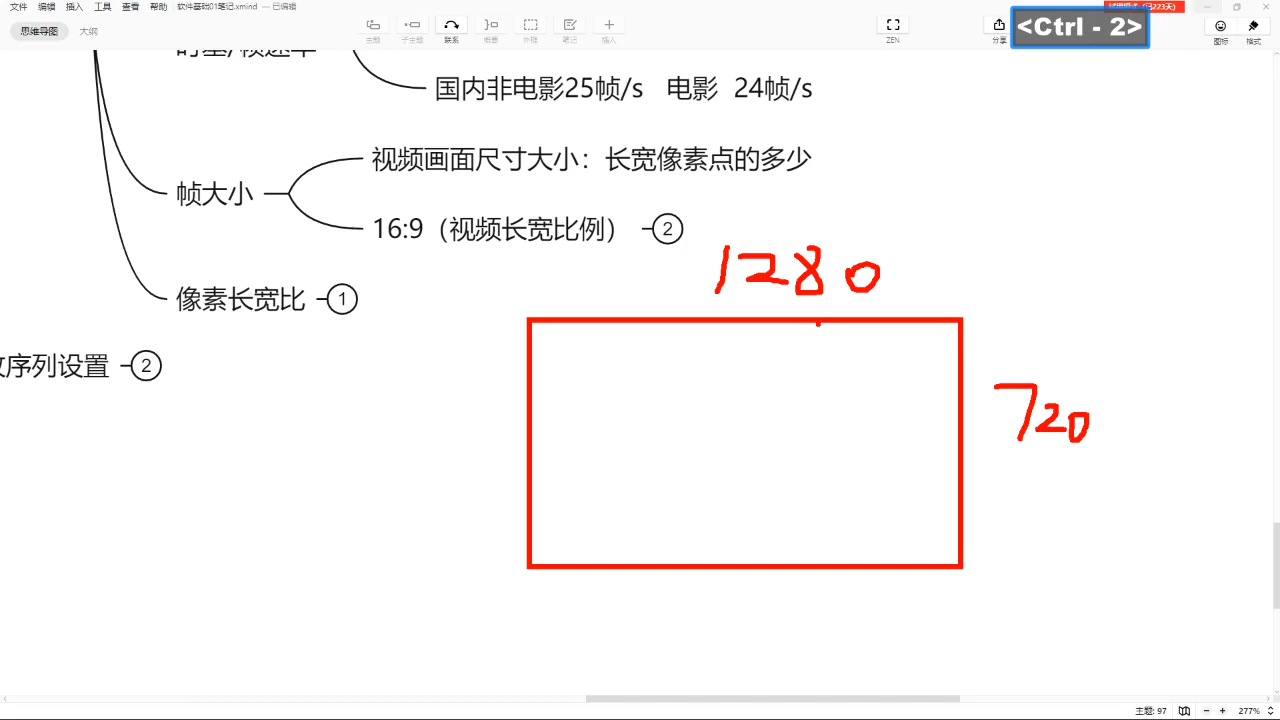 文件 编辑 插入 工具 查看 帮助 软件基础01笔记.xmind — 已编辑
思维导图 大纲
主题 子主题 联系 概要 外框 笔记 插入 ZEN 分享 图标 格式
<Ctrl - 2>
国内非电影25帧/s 电影 24帧/s
视频画面尺寸大小：长宽像素点的多少
帧大小
16:9（视频长宽比例） 2
1280
像素长宽比 1
序列设置 2
720
主题: 97 277%